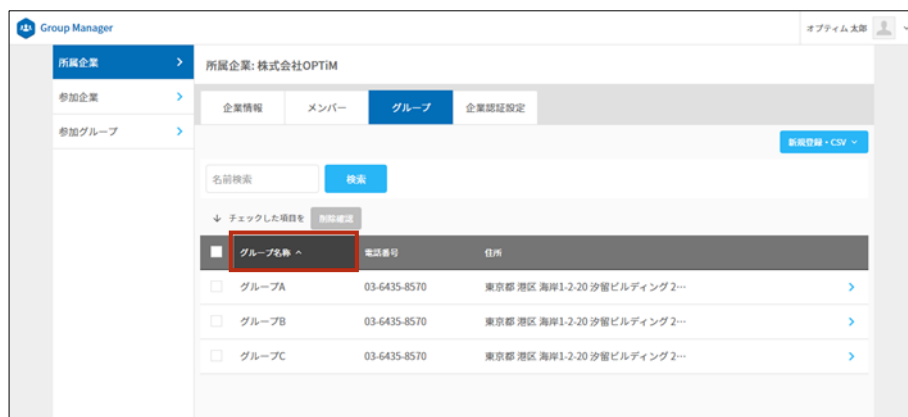 Group Manager
オプティム 太郎
所属企業
参加企業
参加グループ
所属企業: 株式会社OPTiM
企業情報 メンバー グループ 企業認証設定
新規登録・CSV
名前検索 検索
↓ チェックした項目を 削除確認
グループ名称 電話番号 住所
グループA 03-6435-8570 東京都 港区 海岸1-2-20 汐留ビルディング 2…
グループB 03-6435-8570 東京都 港区 海岸1-2-20 汐留ビルディング 2…
グループC 03-6435-8570 東京都 港区 海岸1-2-20 汐留ビルディング 2…